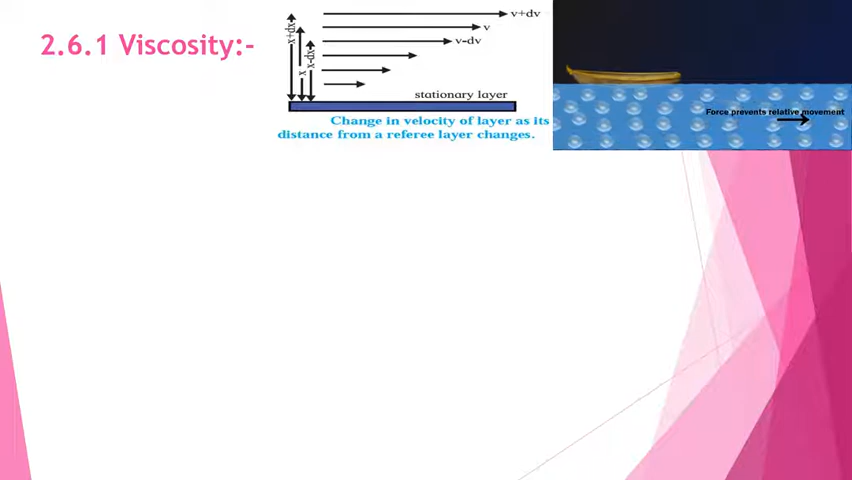 2.6.1 Viscosity:-
x+dx
x
x-dx
v+dv
v
v-dv
stationary layer
Change in velocity of layer as its
distance from a referee layer changes.
Force prevents relative movement